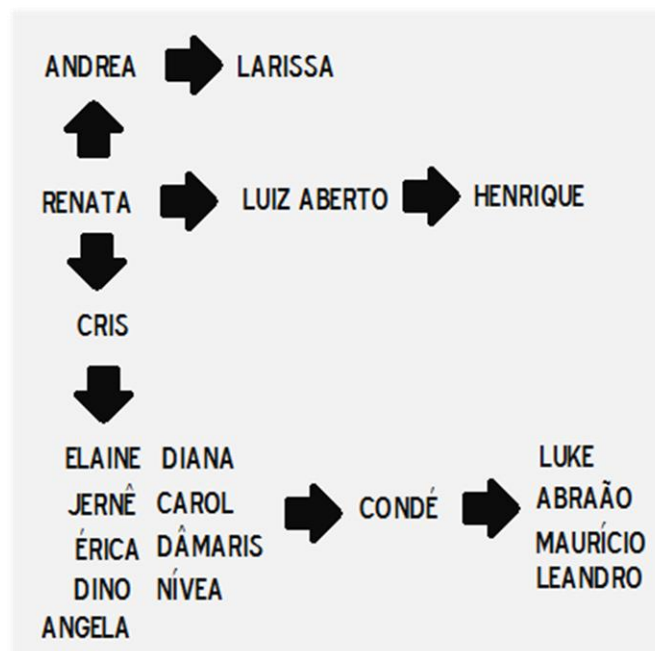 ANDREA LARISSA
RENATA LUIZ ABERTO HENRIQUE
CRIS
ELAINE DIANA LUKE
JERNÊ CAROL CONDÉ ABRAÃO
ÉRICA DÂMARIS MAURÍCIO
DINO NÍVEA LEANDRO
ANGELA